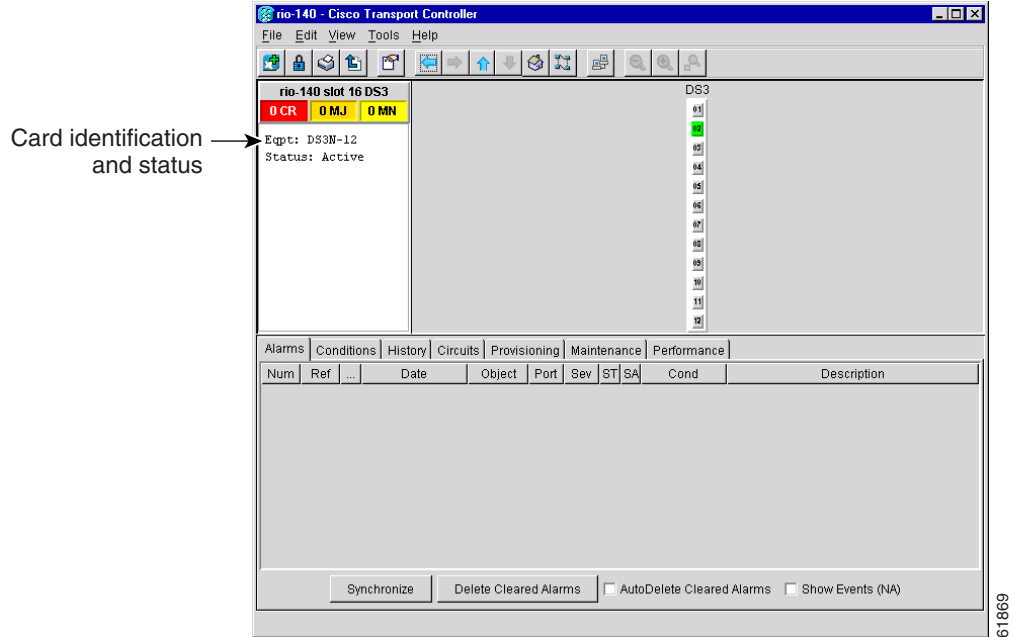 rio-140 - Cisco Transport Controller
File Edit View Tools Help
rio-140 slot 16 DS3
0 CR 0 MJ 0 MN
Eqpt: DS3N-12
Status: Active
Card identification
and status
DS3
01
02
03
04
05
06
07
08
09
10
11
12
Alarms Conditions History Circuits Provisioning Maintenance Performance
Num Ref ... Date Object Port Sev ST SA Cond Description
Synchronize Delete Cleared Alarms AutoDelete Cleared Alarms Show Events (NA)
61869